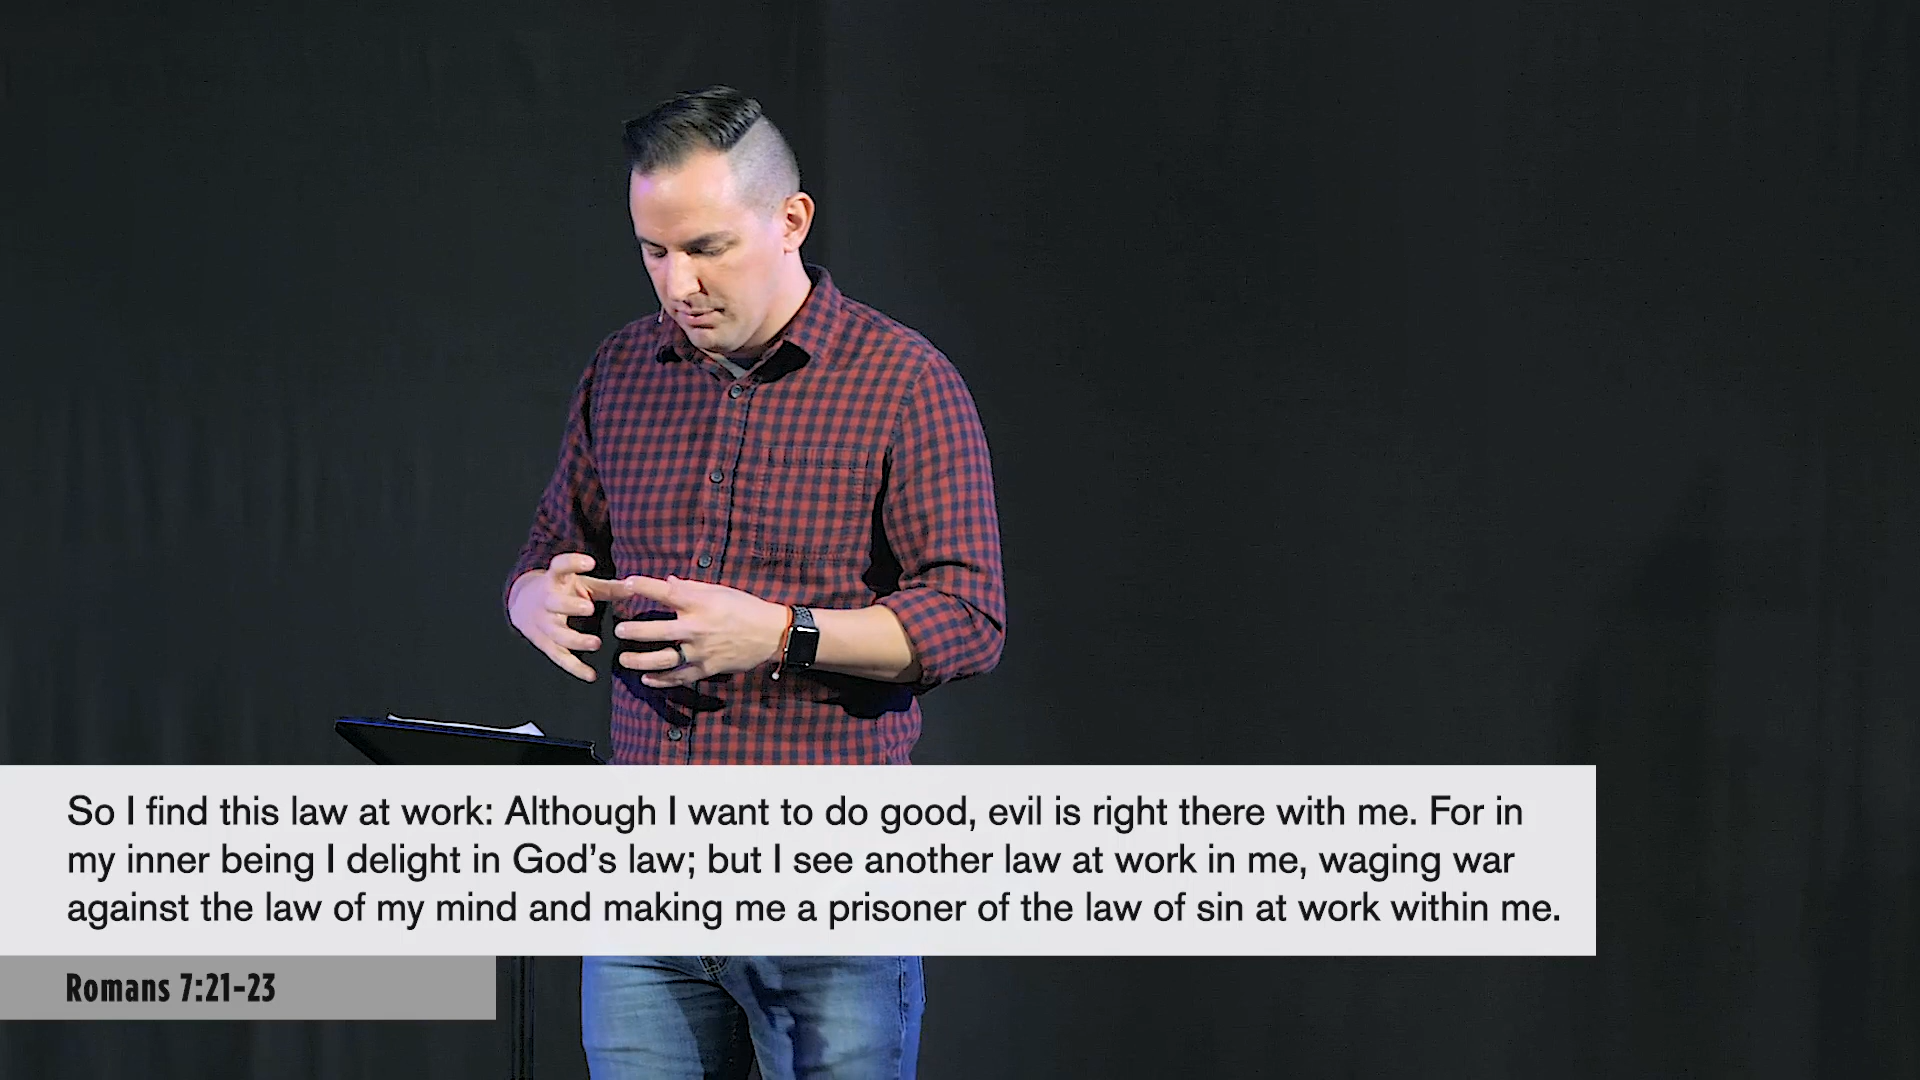 So I find this law at work: Although I want to do good, evil is right there with me. For in
my inner being I delight in God’s law; but I see another law at work in me, waging war
against the law of my mind and making me a prisoner of the law of sin at work within me.
Romans 7:21-23